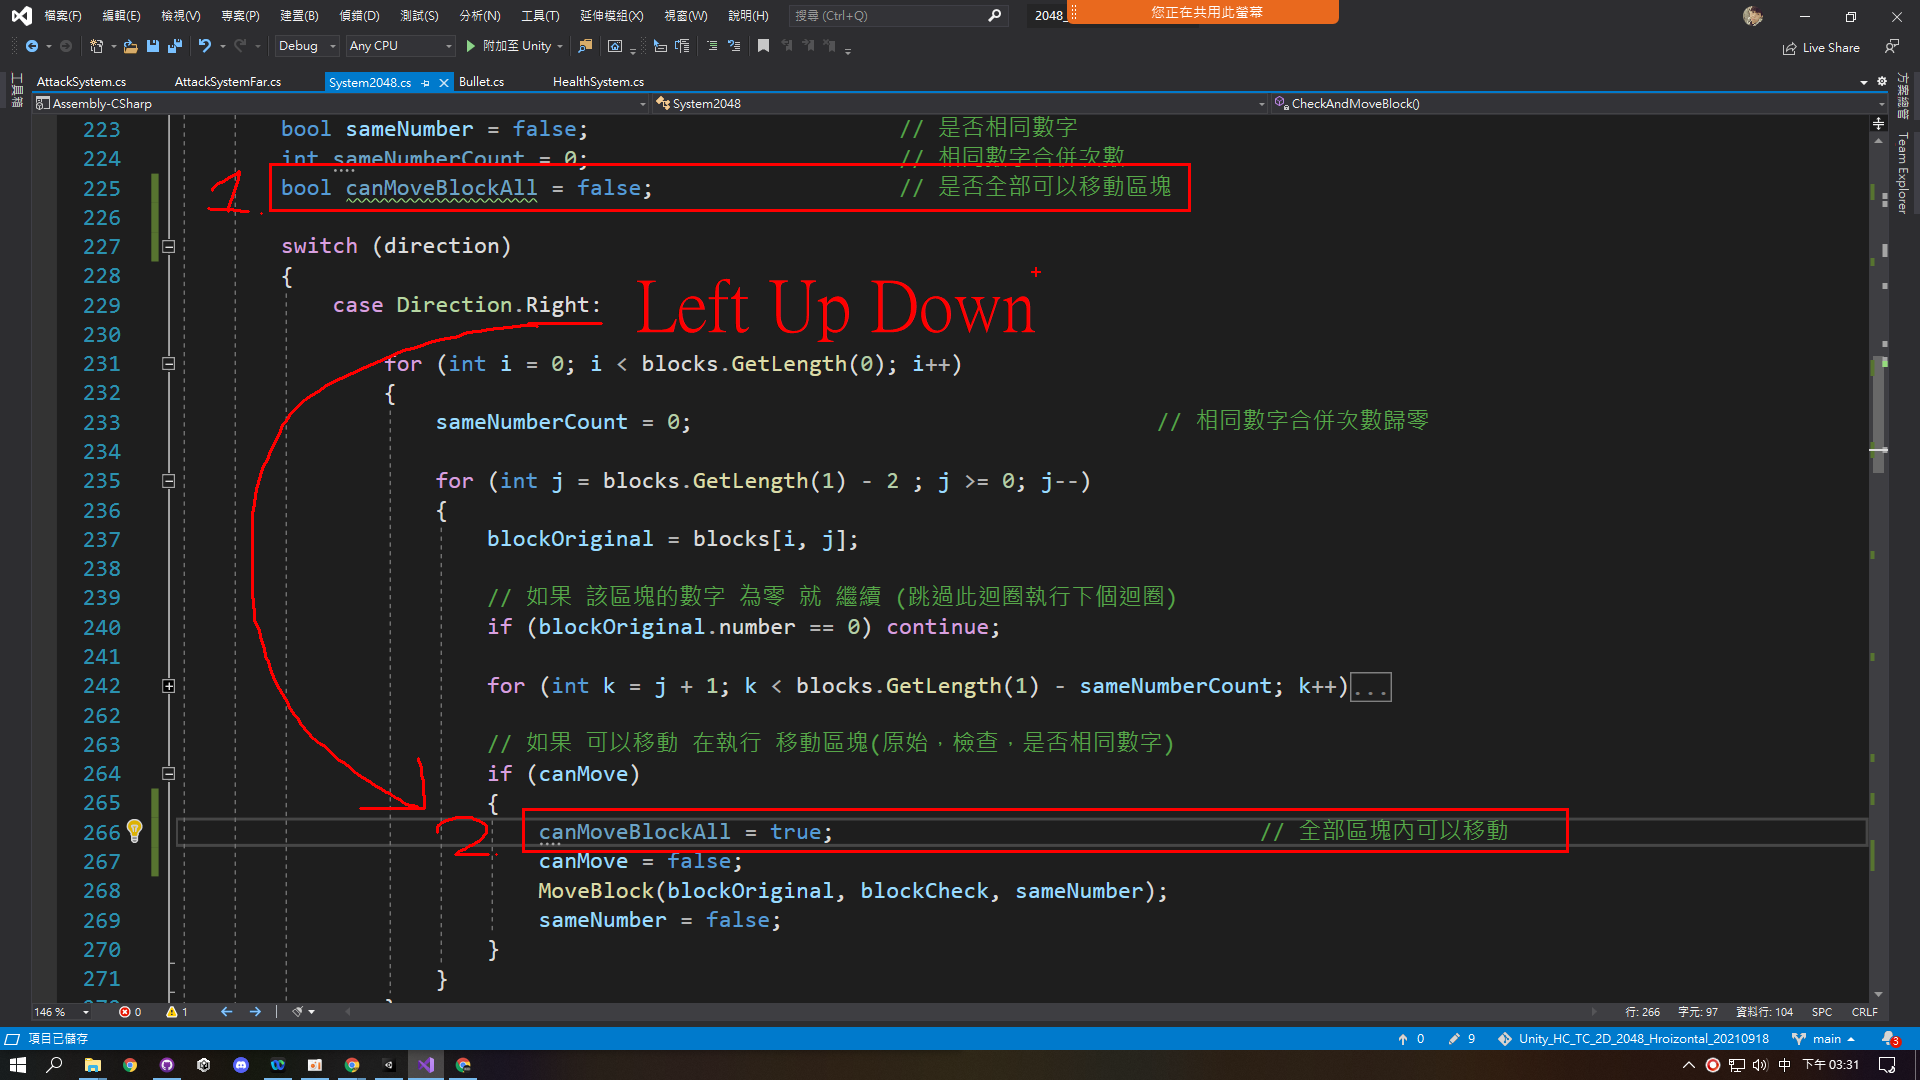 檔案(F) 編輯(E) 檢視(V) 專案(P) 建置(B) 偵錯(D) 測試(S) 分析(N) 工具(T) 延伸模組(X) 視窗(W) 說明(H) 搜尋 (Ctrl+Q) 2048_ 您正在共用此螢幕
Debug Any CPU 附加至 Unity Live Share
AttackSystem.cs AttackSystemFar.cs System2048.cs Bullet.cs HealthSystem.cs
Assembly-CSharp System2048 CheckAndMoveBlock()
工具箱
方案總管
Team Explorer
223 bool sameNumber = false; // 是否相同數字
224 int sameNumberCount = 0; // 相同數字合併次數
1
225 bool canMoveBlockAll = false; // 是否全部可以移動區塊
226
227 switch (direction)
228 {
229 case Direction.Right: Left Up Down
230
231 for (int i = 0; i < blocks.GetLength(0); i++)
232 {
233 sameNumberCount = 0; // 相同數字合併次數歸零
234
235 for (int j = blocks.GetLength(1) - 2 ; j >= 0; j--)
236 {
237 blockOriginal = blocks[i, j];
238
239 // 如果 該區塊的數字 為零 就 繼續 (跳過此迴圈執行下個迴圈)
240 if (blockOriginal.number == 0) continue;
241
242 for (int k = j + 1; k < blocks.GetLength(1) - sameNumberCount; k++)...
262
263 // 如果 可以移動 在執行 移動區塊(原始，檢查，是否相同數字)
264 if (canMove)
265 {
2
266 canMoveBlockAll = true; // 全部區塊內可以移動
267 canMove = false;
268 MoveBlock(blockOriginal, blockCheck, sameNumber);
269 sameNumber = false;
270 }
271 }
146 % 0 1 行: 266 字元: 97 資料行: 104 SPC CRLF
項目已儲存 0 9 Unity_HC_TC_2D_2048_Hroizontal_20210918 main 3
中 下午 03:31